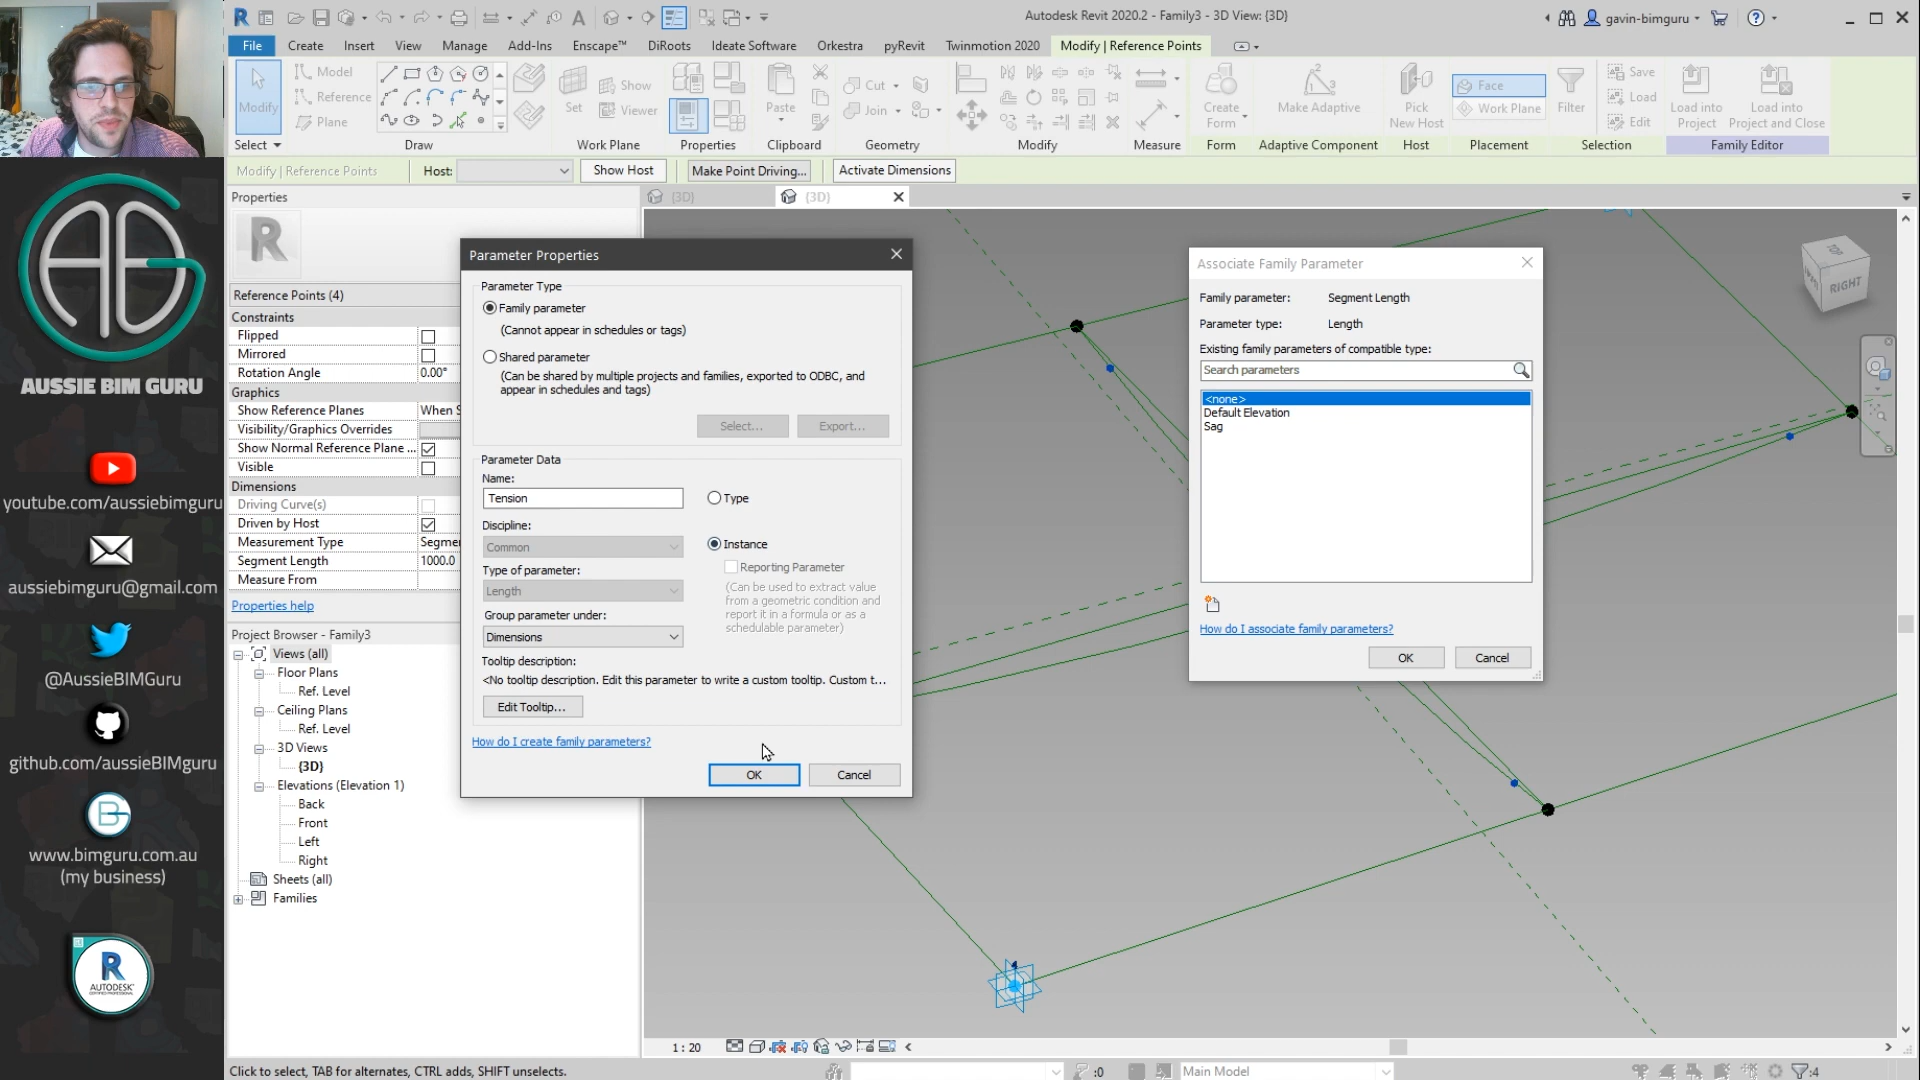 Autodesk Revit 2020.2 - Family3 - 3D View: {3D}
gavin-bimguru
File Create Insert View Manage Add-Ins Enscape™ DiRoots Ideate Software Orkestra pyRevit Twinmotion 2020 Modify | Reference Points
Modify
Model
Reference
Plane
Set
Show
Viewer
Paste
Cut
Join
Create
Form
Make Adaptive
Pick
New Host
Face
Work Plane
Filter
Save
Load
Edit
Load into
Project
Load into
Project and Close
Select Draw Work Plane Properties Clipboard Geometry Modify Measure Form Adaptive Component Host Placement Selection Family Editor
Modify | Reference Points Host: Show Host Make Point Driving... Activate Dimensions
Properties
{3D}
{3D}
R
Reference Points (4)
Constraints
Flipped
Mirrored
Rotation Angle 0.00°
Graphics
Show Reference Planes When S
Visibility/Graphics Overrides
Show Normal Reference Plane ...
Visible
Dimensions
Driving Curve(s)
Driven by Host
Measurement Type Segme
Segment Length 1000.0
Measure From
Properties help
Project Browser - Family3
Views (all)
Floor Plans
Ref. Level
Ceiling Plans
Ref. Level
3D Views
{3D}
Elevations (Elevation 1)
Back
Front
Left
Right
Sheets (all)
Families
Parameter Properties
Parameter Type
Family parameter
(Cannot appear in schedules or tags)
Shared parameter
(Can be shared by multiple projects and families, exported to ODBC, and
appear in schedules and tags)
Select... Export...
Parameter Data
Name:
Tension
Type
Discipline:
Common
Instance
Reporting Parameter
(Can be used to extract value
from a geometric condition and
report it in a formula or as a
schedulable parameter)
Type of parameter:
Length
Group parameter under:
Dimensions
Tooltip description:
<No tooltip description. Edit this parameter to write a custom tooltip. Custom t...
Edit Tooltip...
How do I create family parameters?
OK Cancel
Associate Family Parameter
Family parameter: Segment Length
Parameter type: Length
Existing family parameters of compatible type:
Search parameters
<none>
Default Elevation
Sag
How do I associate family parameters?
OK Cancel
TOP
RIGHT
4
1 : 20
Click to select, TAB for alternates, CTRL adds, SHIFT unselects.
:0
Main Model
:4
AUSSIE BIM GURU
youtube.com/aussiebimguru
aussiebimguru@gmail.com
@AussieBIMGuru
github.com/aussieBIMguru
www.bimguru.com.au
(my business)
R
AUTODESK